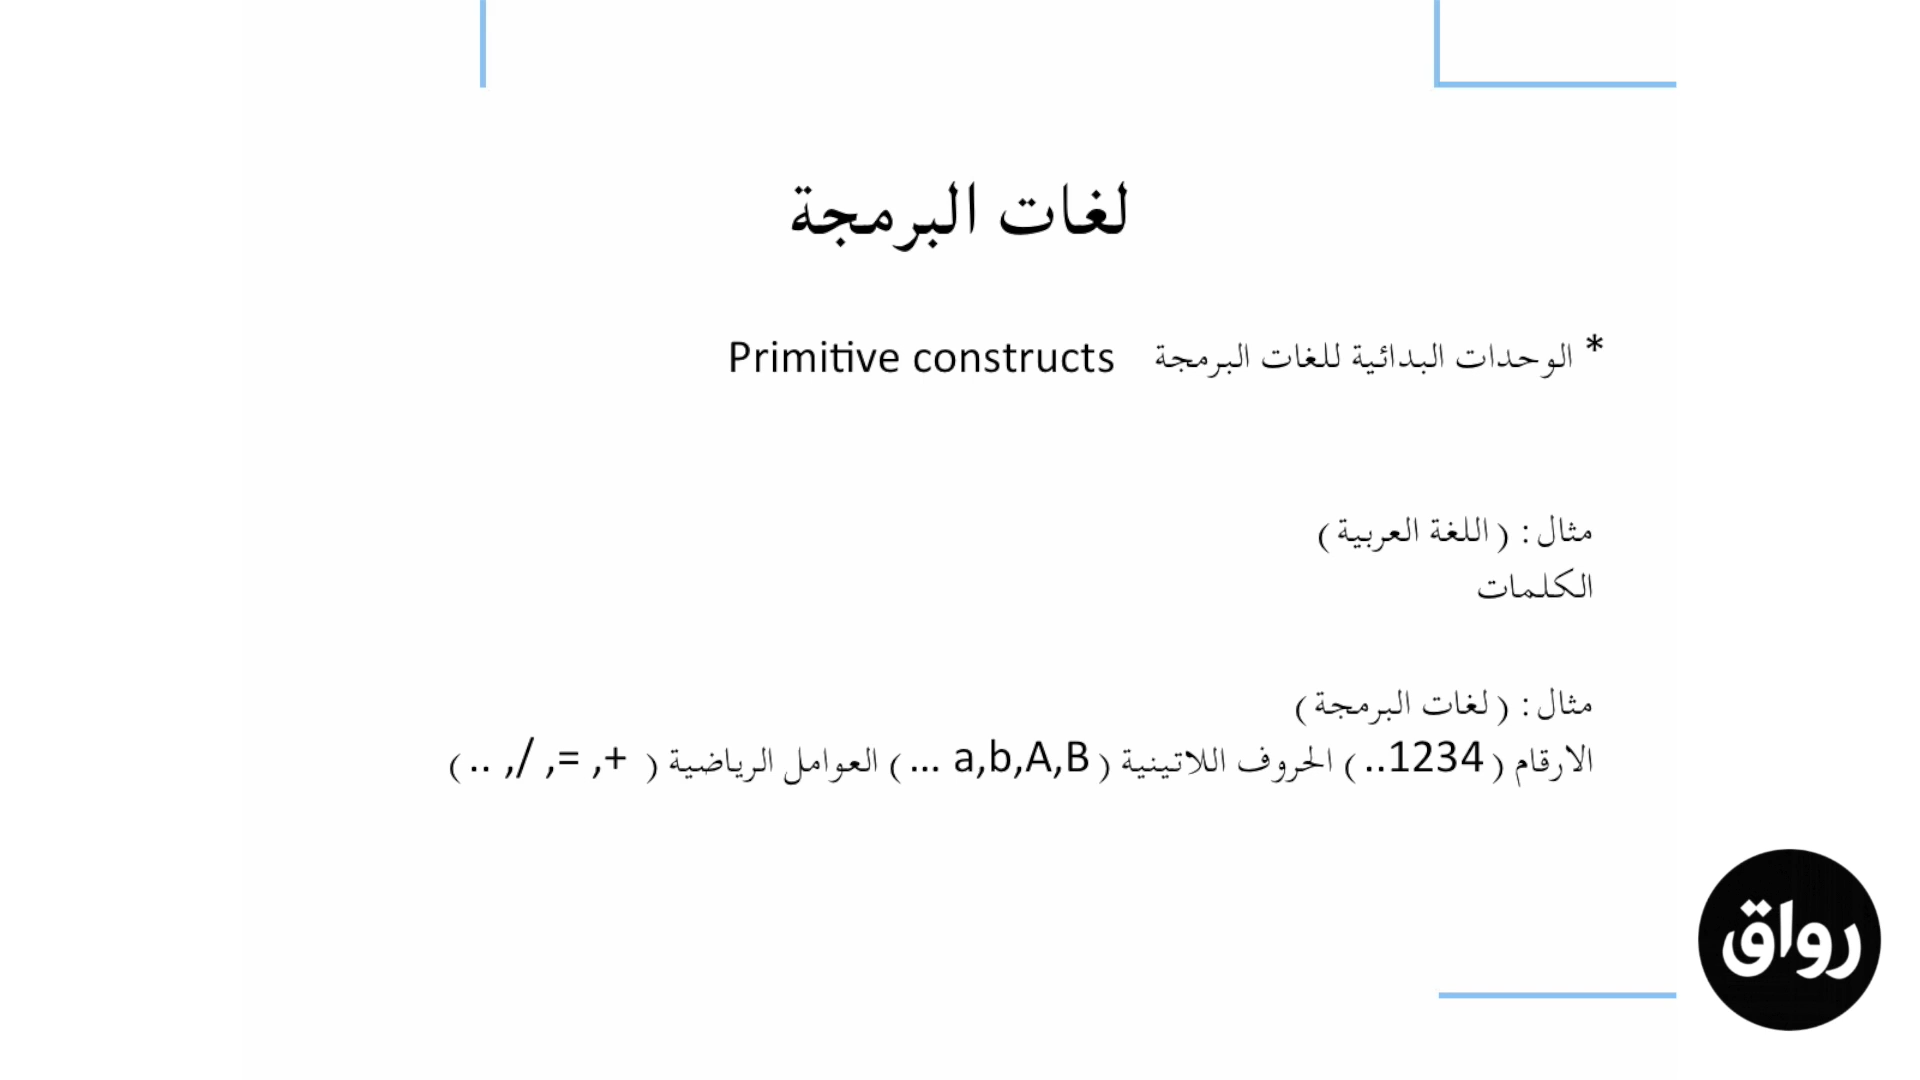 لغات البرمجة
* الوحدات البدائية للغات البرمجة Primitive constructs
مثال : ( اللغة العربية )
الكلمات
مثال : ( لغات البرمجة )
الارقام ( 1234.. ) الحروف اللاتينية ( a,b,A,B ... ) العوامل الرياضية ( +, =, /, .. )
رواق